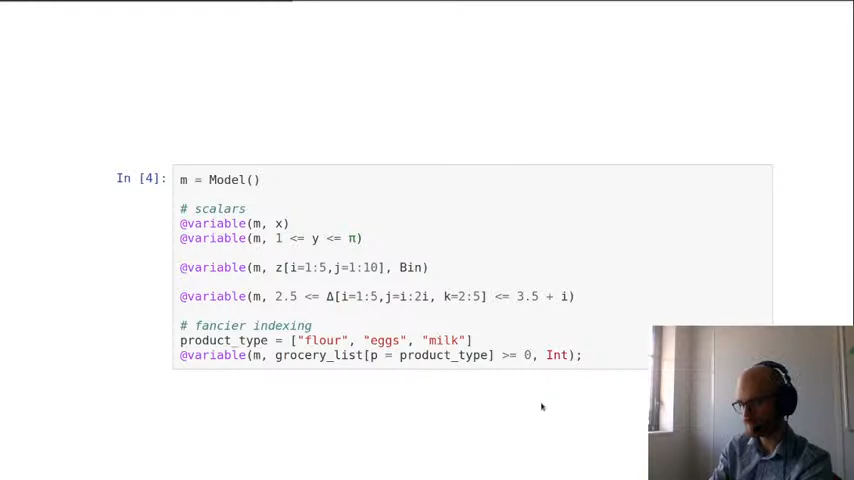 In [4]:
m = Model()
# scalars
@variable(m, x)
@variable(m, 1 <= y <= π)
@variable(m, z[i=1:5,j=1:10], Bin)
@variable(m, 2.5 <= Δ[i=1:5,j=i:2i, k=2:5] <= 3.5 + i)
# fancier indexing
product_type = ["flour", "eggs", "milk"]
@variable(m, grocery_list[p = product_type] >= 0, Int);